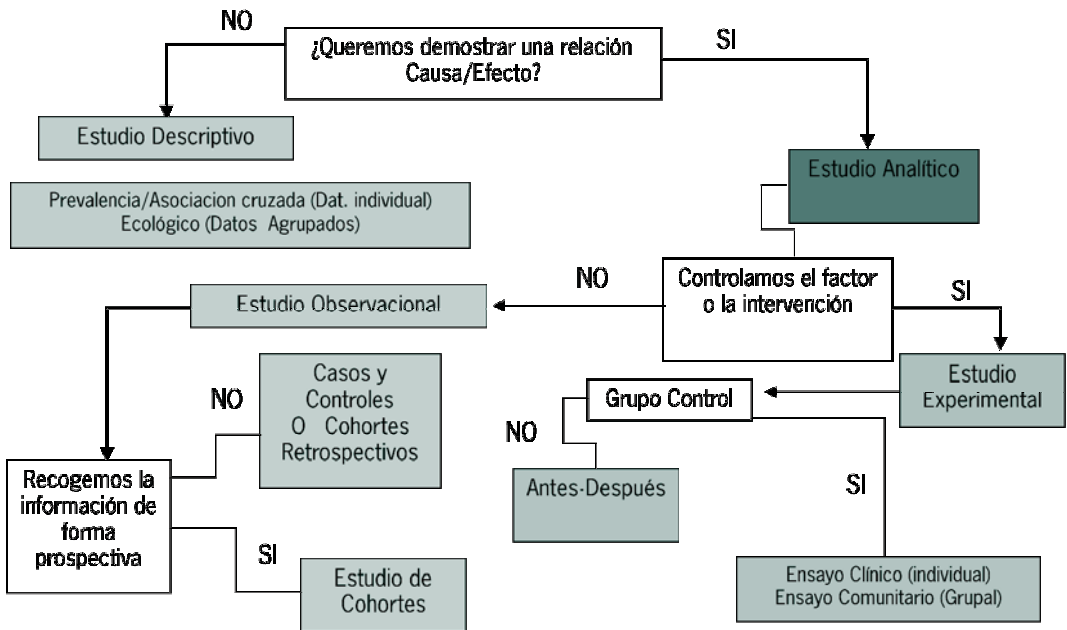 NO
¿Queremos demostrar una relación
Causa/Efecto?
SI
Estudio Descriptivo
Estudio Analítico
Prevalencia/Asociacion cruzada (Dat. individual)
Ecológico (Datos Agrupados)
Controlamos el factor
o la intervención
NO
SI
Estudio Observacional
Estudio
Experimental
Casos y
Controles
O Cohortes
Retrospectivos
NO
Grupo Control
NO
Antes-Después
SI
Recogemos la
información de
forma
prospectiva
SI
Estudio de
Cohortes
Ensayo Clínico (individual)
Ensayo Comunitario (Grupal)